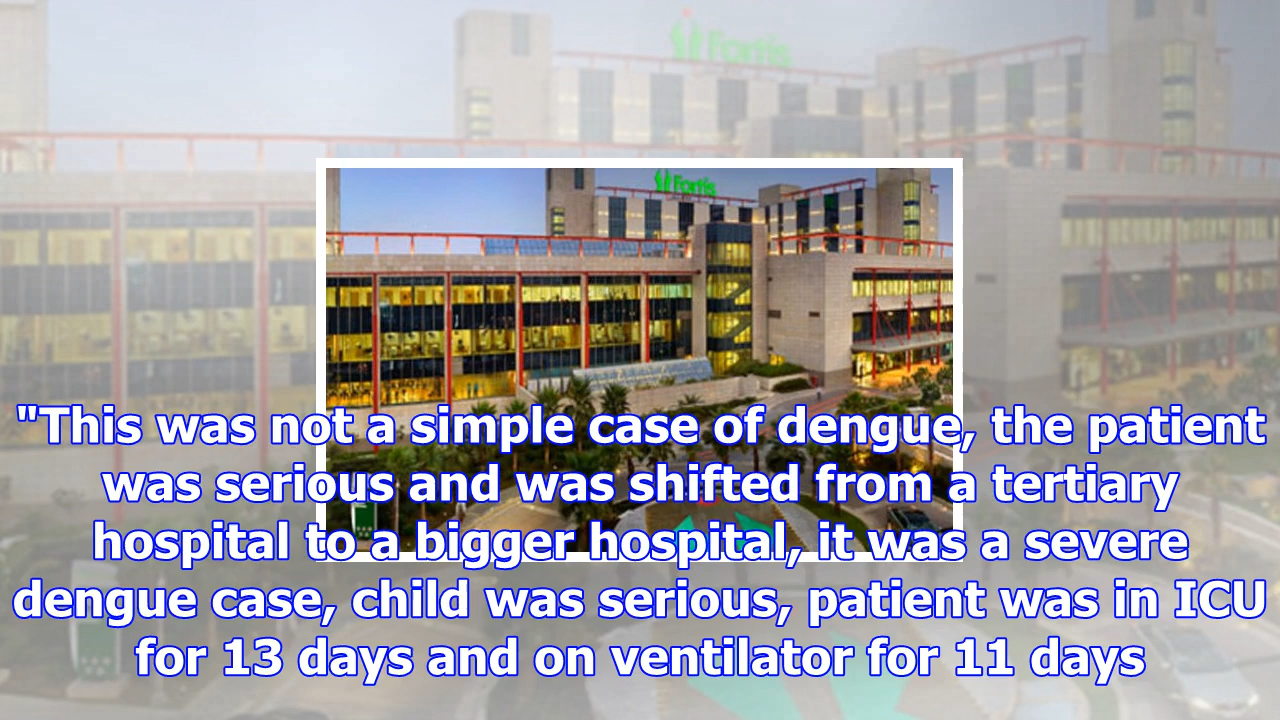 Fortis
Fortis
"This was not a simple case of dengue, the patient
was serious and was shifted from a tertiary
hospital to a bigger hospital, it was a severe
dengue case, child was serious, patient was in ICU
for 13 days and on ventilator for 11 days